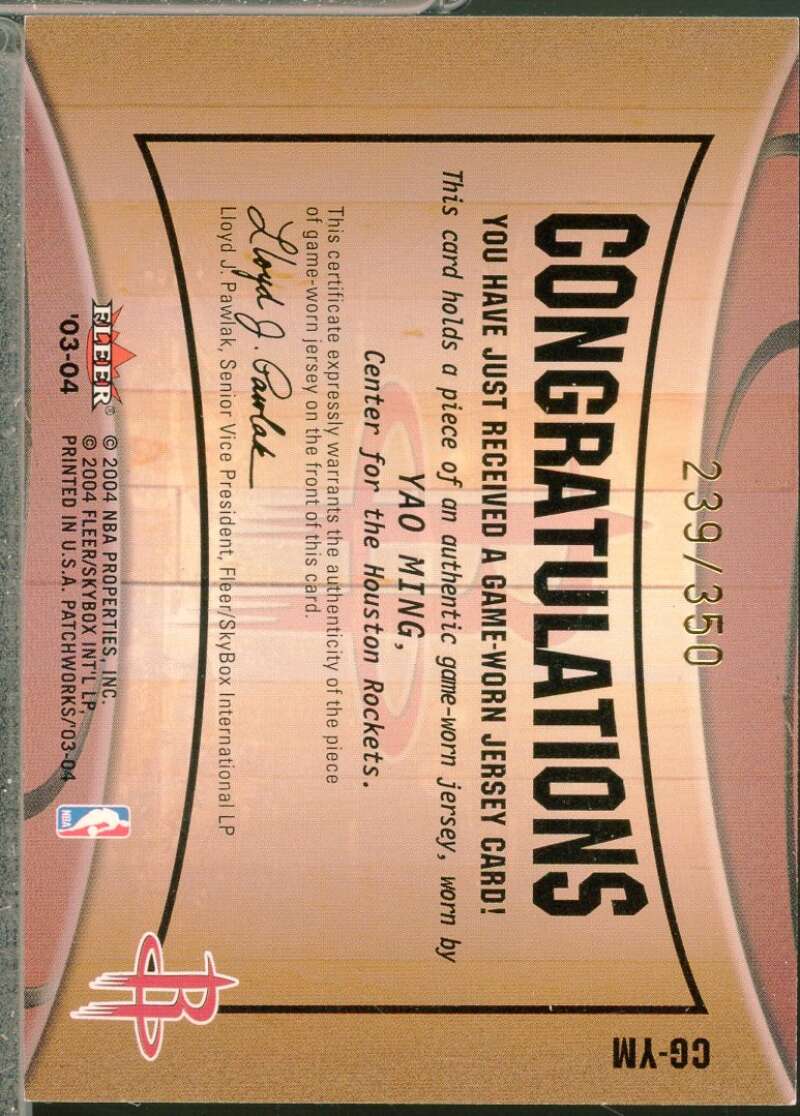 239/350
CG-YM
CONGRATULATIONS
YOU HAVE JUST RECEIVED A GAME-WORN JERSEY CARD!
This card holds a piece of an authentic game-worn jersey, worn by
YAO MING,
Center for the Houston Rockets.
This certificate expressly warrants the authenticity of the piece
of game-worn jersey on the front of this card.
Lloyd J. Pawlak
Lloyd J. Pawlak, Senior Vice President, Fleer/SkyBox International LP
FLEER®
'03-04
© 2004 NBA PROPERTIES, INC.
© 2004 FLEER/SKYBOX INT'L LP,
PRINTED IN U.S.A. PATCHWORKS/'03-04
NBA
R